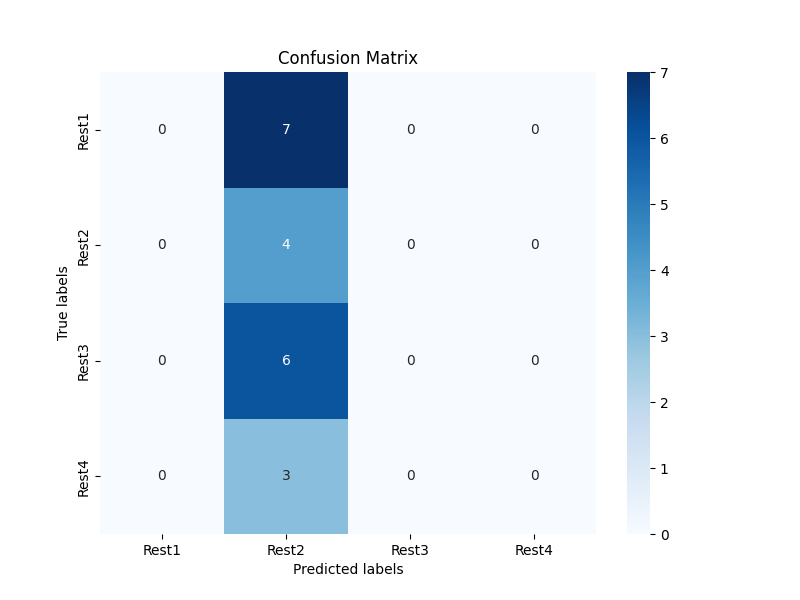 Confusion Matrix
True labels
Rest1
0 7 0 0
Rest2
0 4 0 0
Rest3
0 6 0 0
Rest4
0 3 0 0
Rest1 Rest2 Rest3 Rest4
Predicted labels
7
6
5
4
3
2
1
0